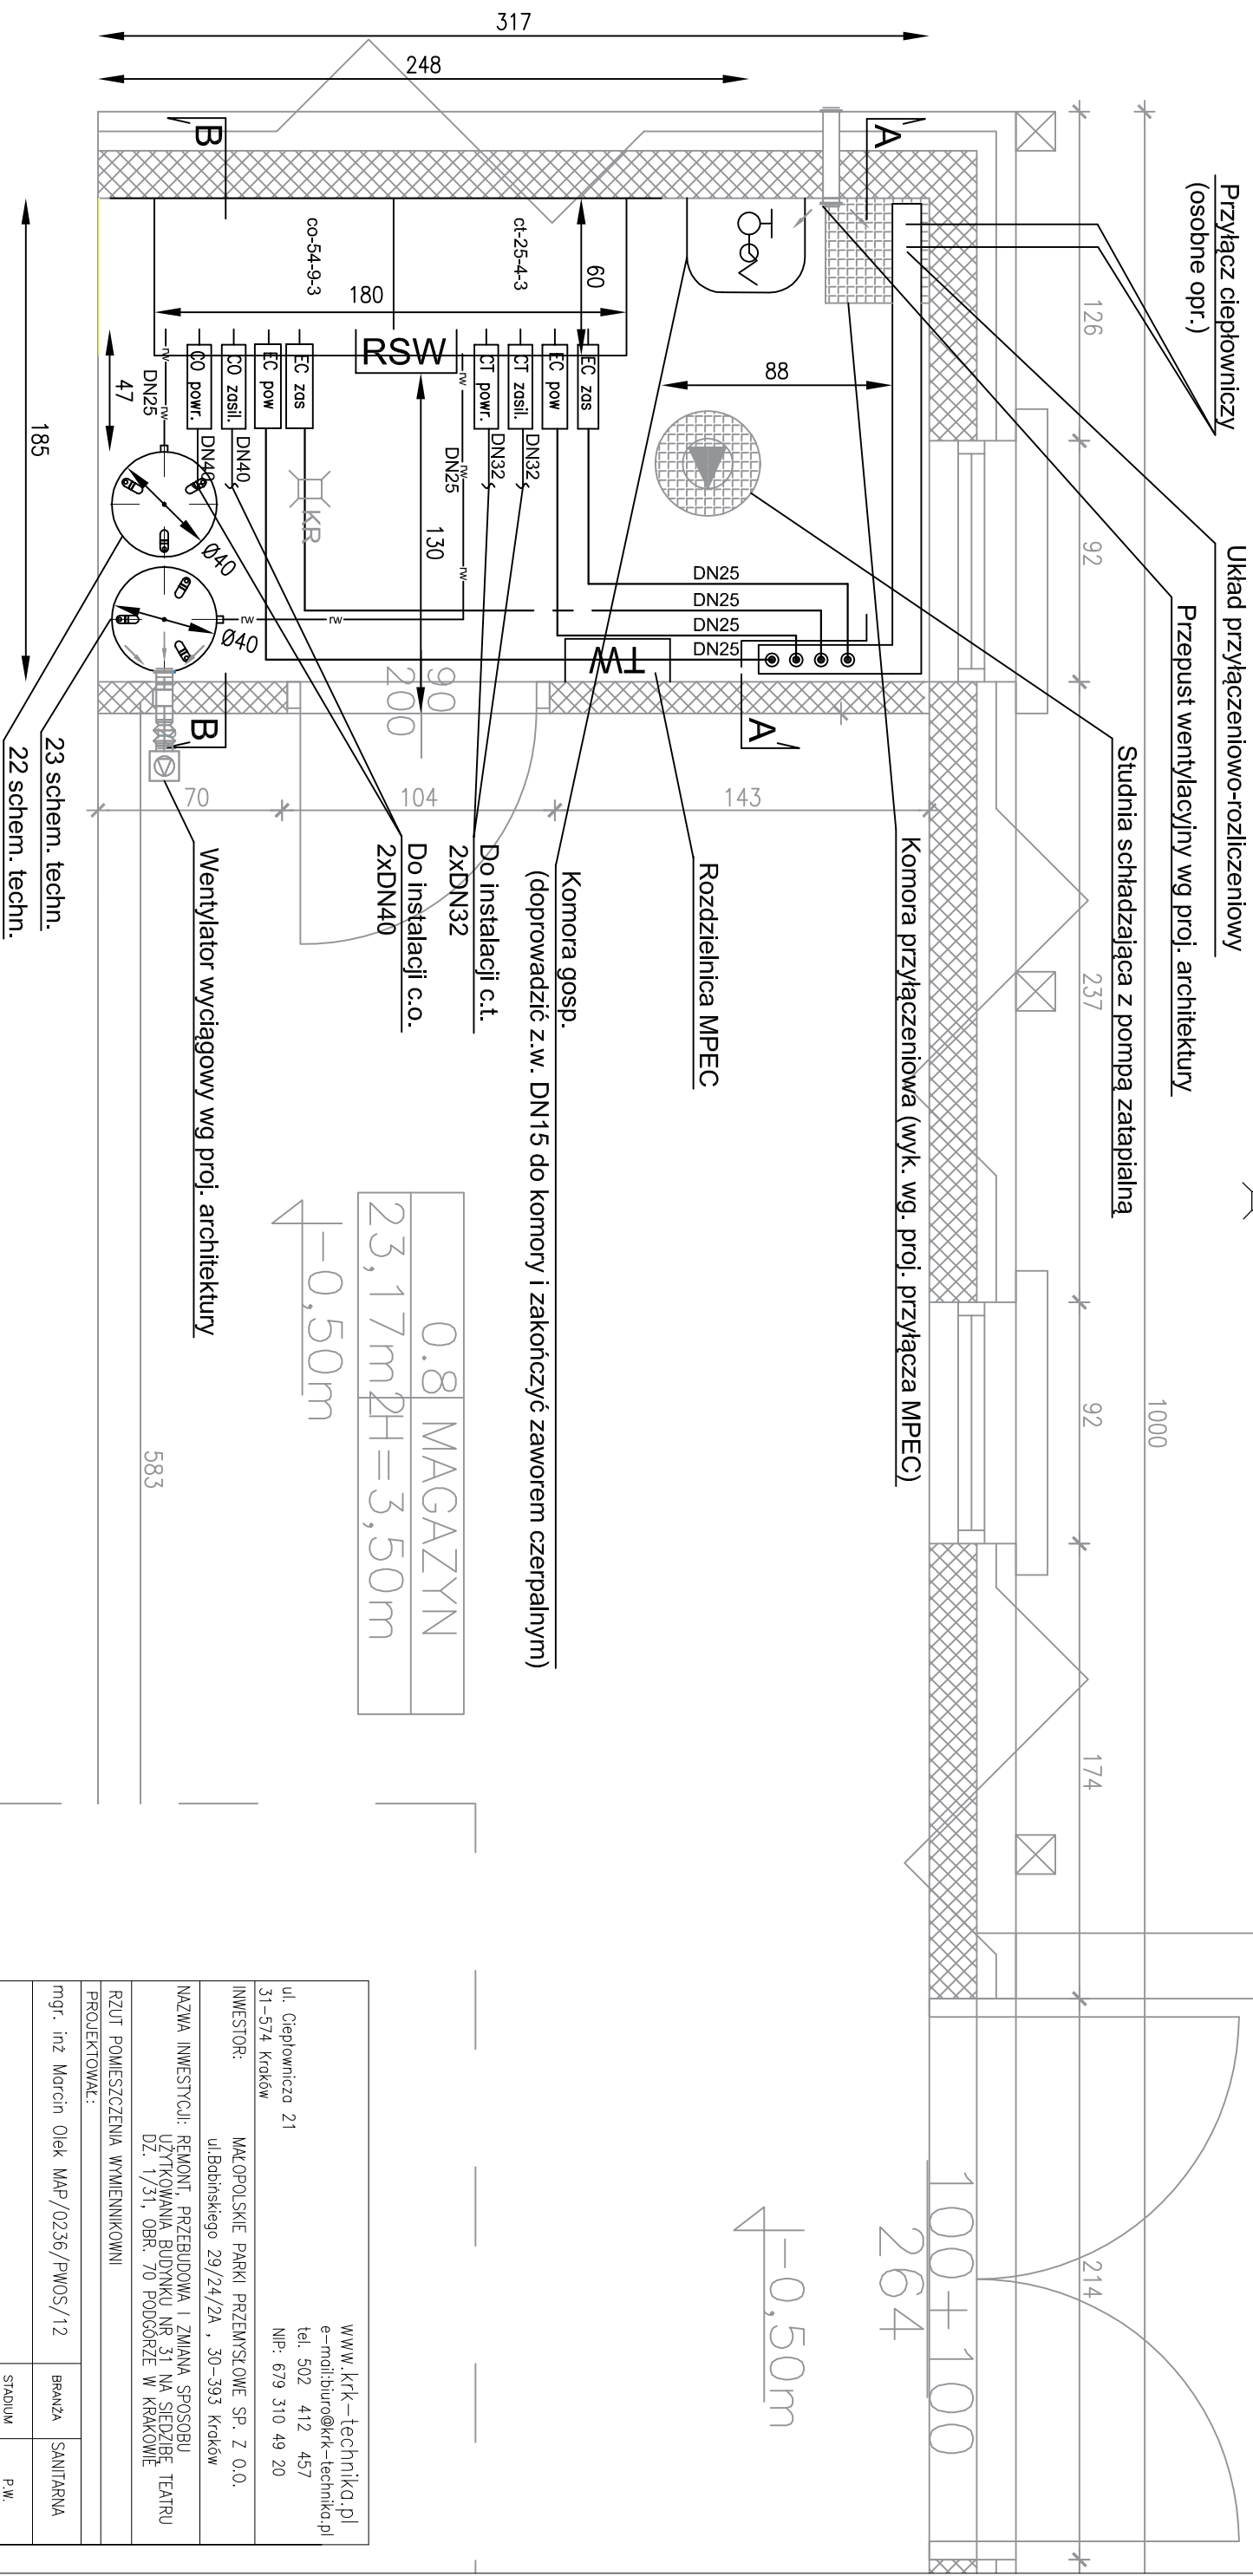 Przyłącz ciepłowniczy
(osobne opr.)
Układ przyłączeniowo-rozliczeniowy
Przepust wentylacyjny wg proj. architektury
Studnia schładzająca z pompą zatapialną
Komora przyłączeniowa (wyk. wg. proj. przyłącza MPEC)
Rozdzielnica MPEC
Komora gosp.
(doprowadzić z.w. DN15 do komory i zakończyć zaworem czerpalnym)
Do instalacji c.t.
2xDN32
Do instalacji c.o.
2xDN40
Wentylator wyciągowy wg proj. architektury
23 schem. techn.
22 schem. techn.
1000
126
92
237
92
174
214
317
248
A
A
B
B
60
180
88
130
47
185
ct-25-4-3
co-54-9-3
RSW
EC zas
EC pow
CT zasil.
CT powr.
EC zas
EC pow
CO zasil.
CO powr.
DN32
DN32
DN25
DN40
DN40
DN25
rw
rw
rw
rw
rw
rw
rw
DN25
DN25
DN25
DN25
TW
KR
Ø40
Ø40
90
200
70
104
143
583
0.8 MAGAZYN
23,17m2 H=3,50m
-0,50m
-0,50m
100+100
264
www.krk-technika.pl
e-mail:biuro@krk-technika.pl
tel. 502 412 457
NIP: 679 310 49 20
ul. Ciepłownicza 21
31-574 Kraków
INWESTOR: MAŁOPOLSKIE PARKI PRZEMYSŁOWE SP. Z O.O.
ul.Babińskiego 29/24/2A , 30-393 Kraków
NAZWA INWESTYCJI: REMONT, PRZEBUDOWA I ZMIANA SPOSOBU
UŻYTKOWANIA BUDYNKU NR 31 NA SIEDZIBĘ TEATRU
DZ. 1/31, OBR. 70 PODGÓRZE W KRAKOWIE
RZUT POMIESZCZENIA WYMIENNIKOWNI
PROJEKTOWAŁ:
mgr. inż Marcin Olek MAP/0236/PWOS/12
BRANŻA SANITARNA
STADIUM P.W.